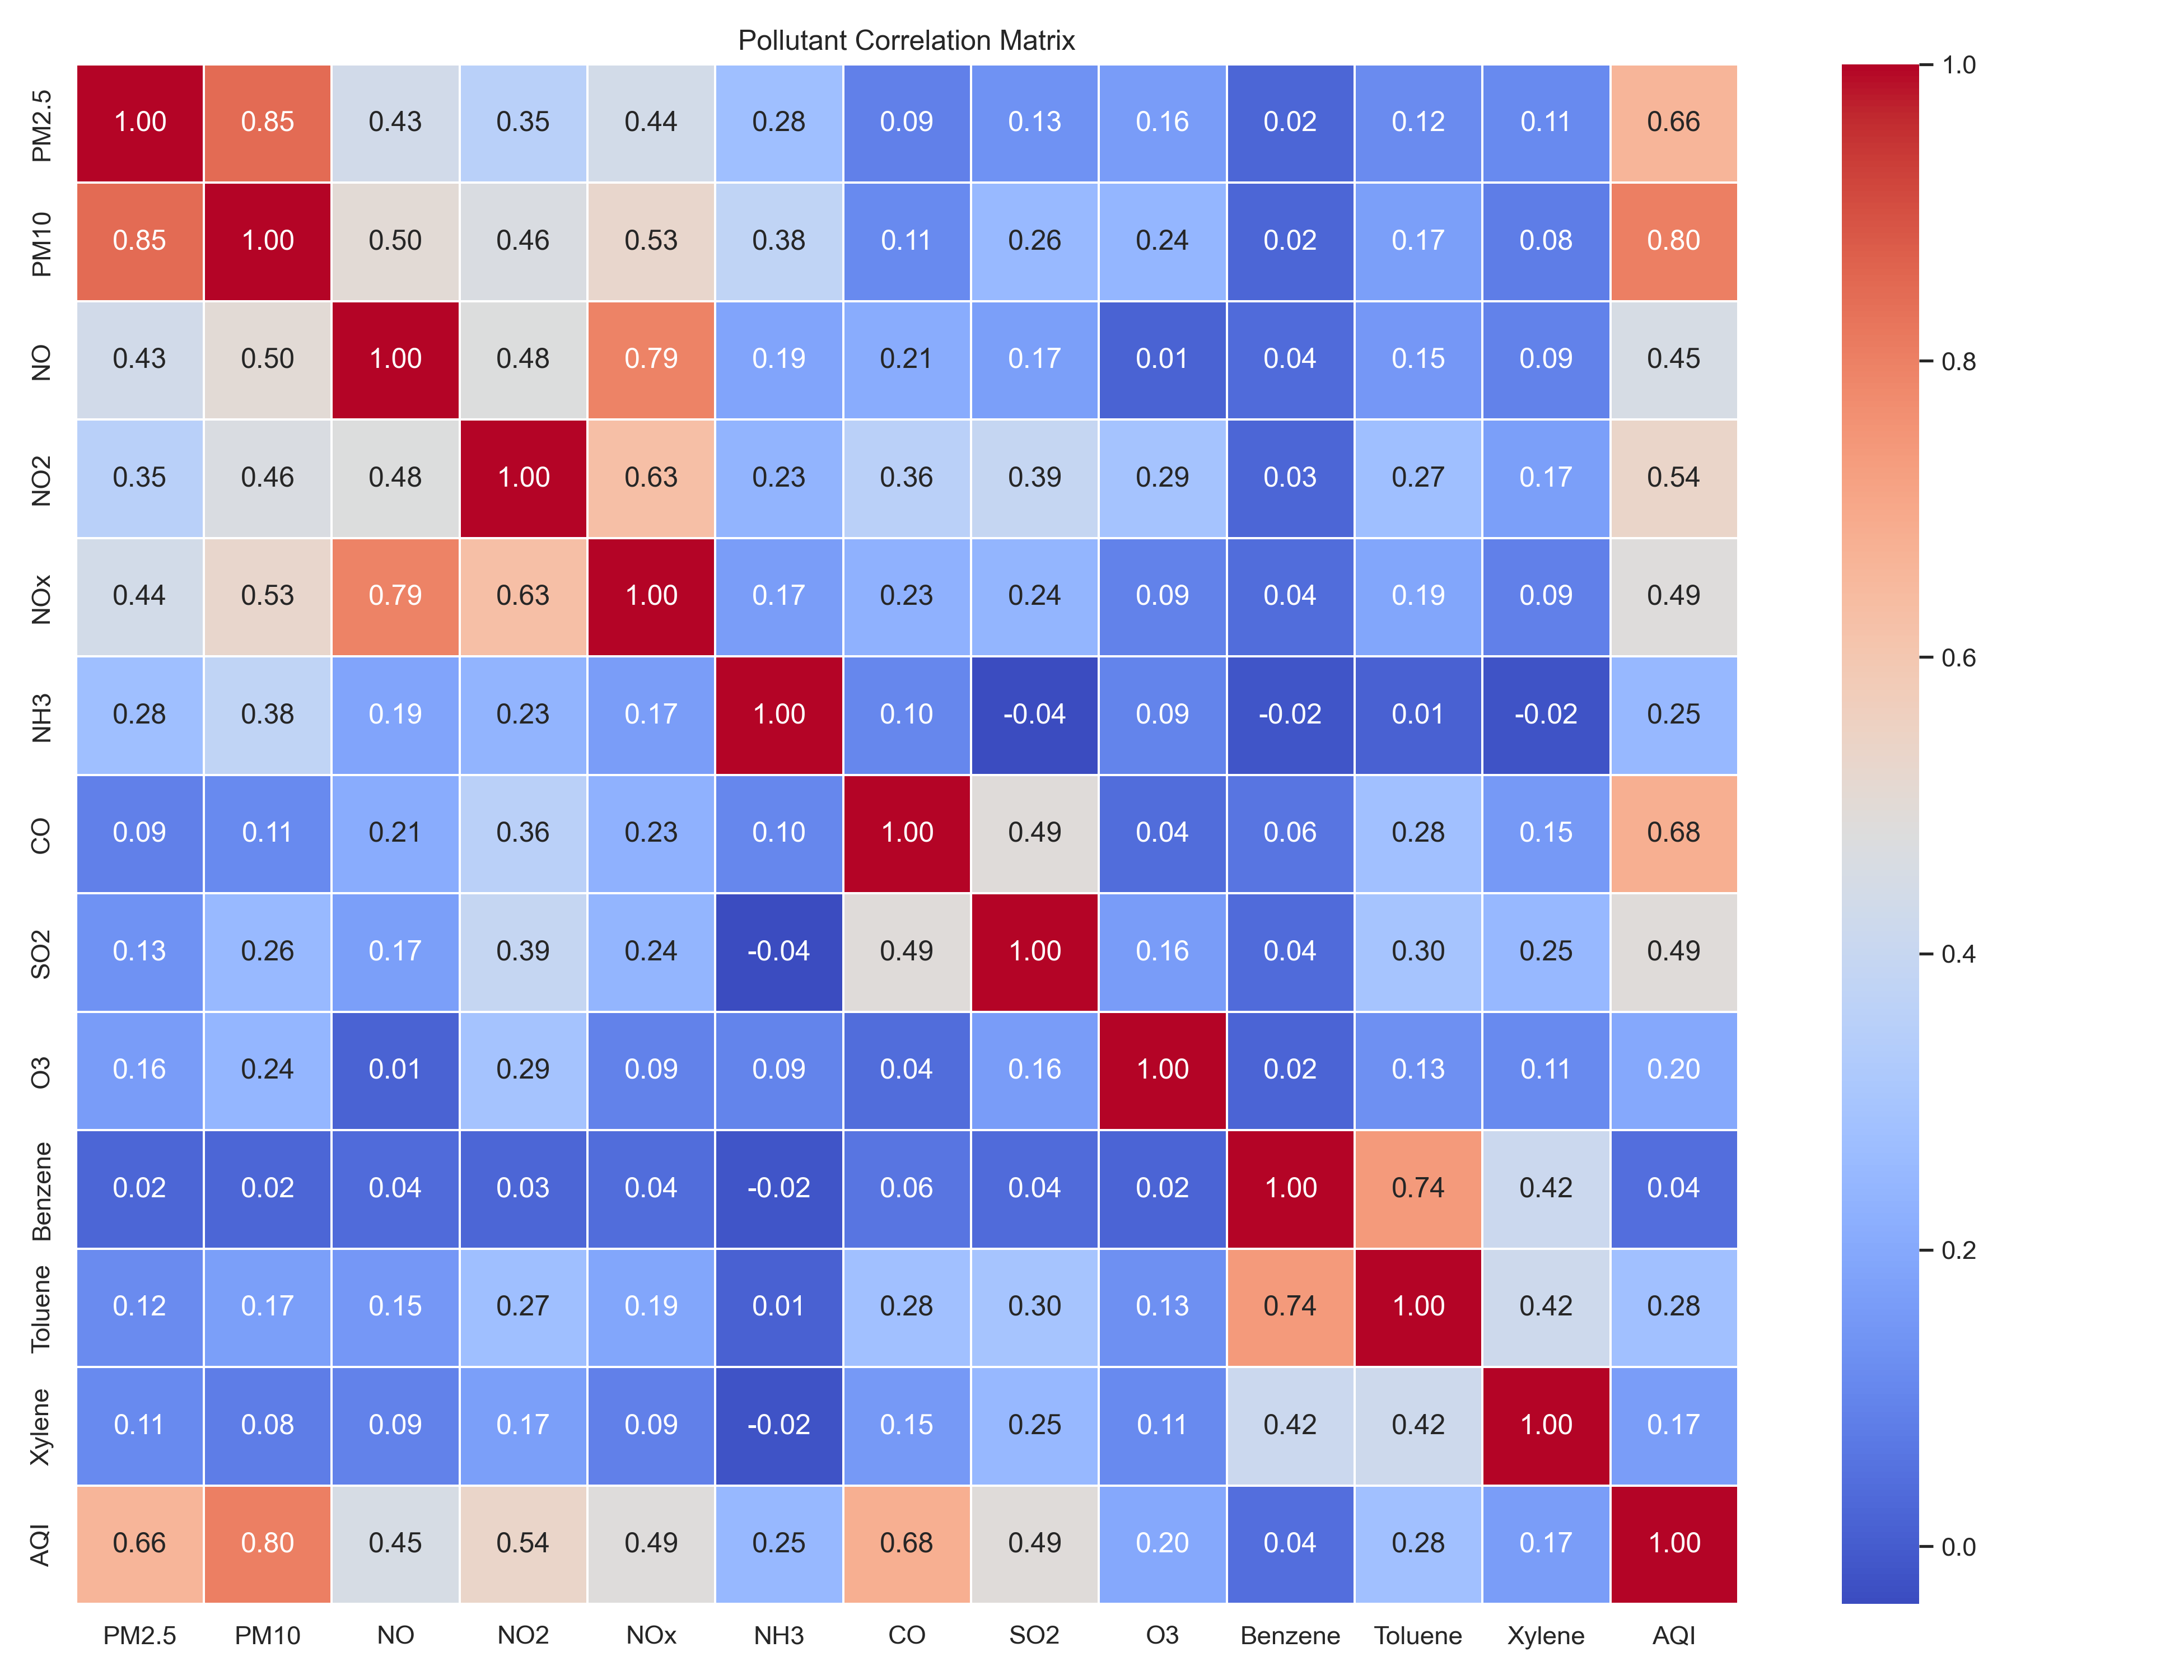 Pollutant Correlation Matrix
PM2.5 1.00 0.85 0.43 0.35 0.44 0.28 0.09 0.13 0.16 0.02 0.12 0.11 0.66
PM10 0.85 1.00 0.50 0.46 0.53 0.38 0.11 0.26 0.24 0.02 0.17 0.08 0.80
NO 0.43 0.50 1.00 0.48 0.79 0.19 0.21 0.17 0.01 0.04 0.15 0.09 0.45
NO2 0.35 0.46 0.48 1.00 0.63 0.23 0.36 0.39 0.29 0.03 0.27 0.17 0.54
NOx 0.44 0.53 0.79 0.63 1.00 0.17 0.23 0.24 0.09 0.04 0.19 0.09 0.49
NH3 0.28 0.38 0.19 0.23 0.17 1.00 0.10 -0.04 0.09 -0.02 0.01 -0.02 0.25
CO 0.09 0.11 0.21 0.36 0.23 0.10 1.00 0.49 0.04 0.06 0.28 0.15 0.68
SO2 0.13 0.26 0.17 0.39 0.24 -0.04 0.49 1.00 0.16 0.04 0.30 0.25 0.49
O3 0.16 0.24 0.01 0.29 0.09 0.09 0.04 0.16 1.00 0.02 0.13 0.11 0.20
Benzene 0.02 0.02 0.04 0.03 0.04 -0.02 0.06 0.04 0.02 1.00 0.74 0.42 0.04
Toluene 0.12 0.17 0.15 0.27 0.19 0.01 0.28 0.30 0.13 0.74 1.00 0.42 0.28
Xylene 0.11 0.08 0.09 0.17 0.09 -0.02 0.15 0.25 0.11 0.42 0.42 1.00 0.17
AQI 0.66 0.80 0.45 0.54 0.49 0.25 0.68 0.49 0.20 0.04 0.28 0.17 1.00
PM2.5 PM10 NO NO2 NOx NH3 CO SO2 O3 Benzene Toluene Xylene AQI
1.0
0.8
0.6
0.4
0.2
0.0